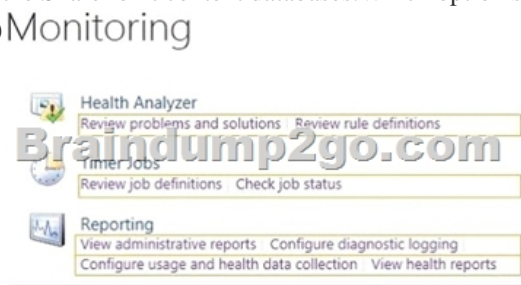 Monitoring
Health Analyzer
Review problems and solutions Review rule definitions
Braindump2go.com
Timer Jobs
Review job definitions Check job status
Reporting
View administrative reports Configure diagnostic logging
Configure usage and health data collection View health reports